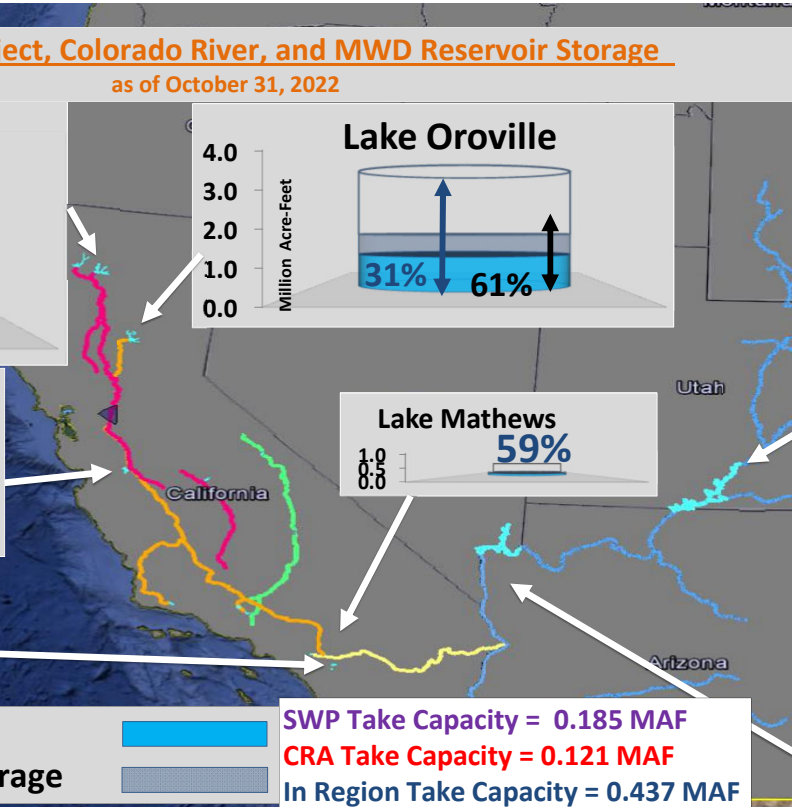 ject, Colorado River, and MWD Reservoir Storage
as of October 31, 2022
Lake Oroville
4.0
3.0
2.0
1.0
0.0
Million Acre-Feet
31%
61%
Utah
Lake Mathews
59%
1.0
0.5
0.0
California
Arizona
SWP Take Capacity = 0.185 MAF
CRA Take Capacity = 0.121 MAF
rage
In Region Take Capacity = 0.437 MAF